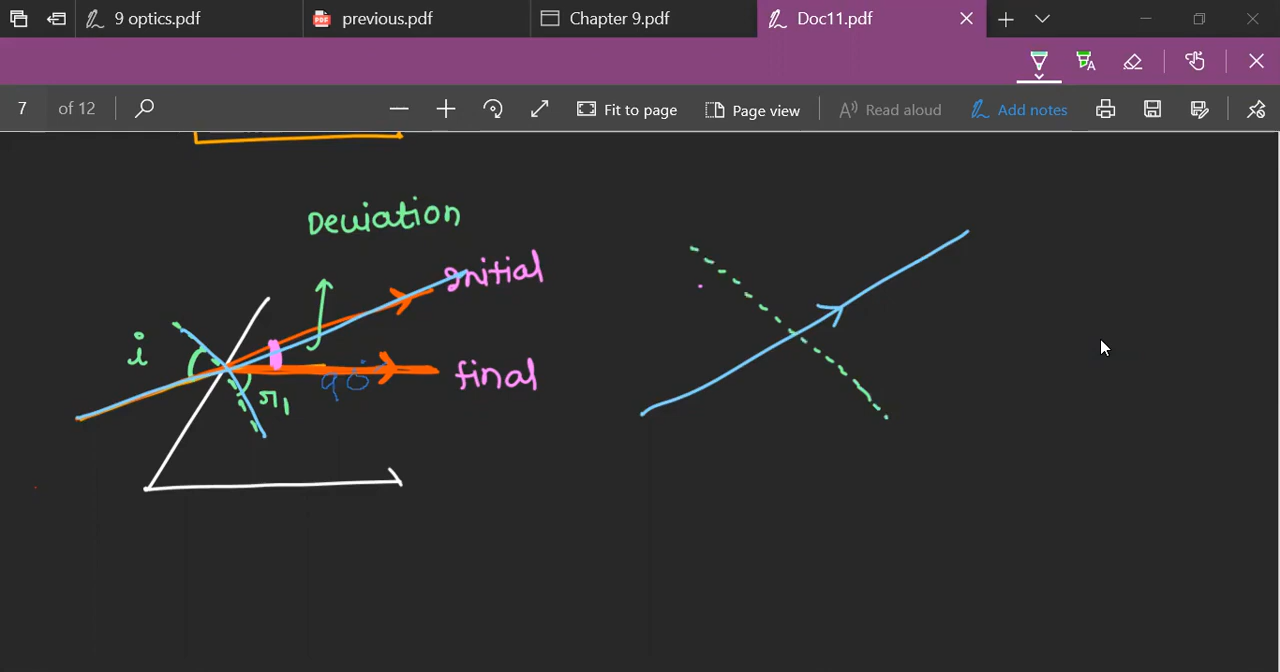 9 optics.pdf
previous.pdf
Chapter 9.pdf
Doc11.pdf
7 of 12
Fit to page
Page view
Read aloud
Add notes
Deviation
initial
i
90°
final
r1